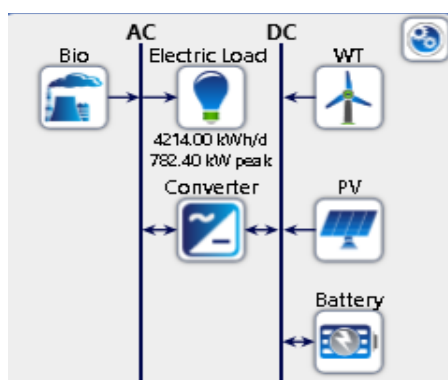 AC
DC
Bio
Electric Load
WT
4214.00 kWh/d
782.40 kW peak
Converter
PV
Battery